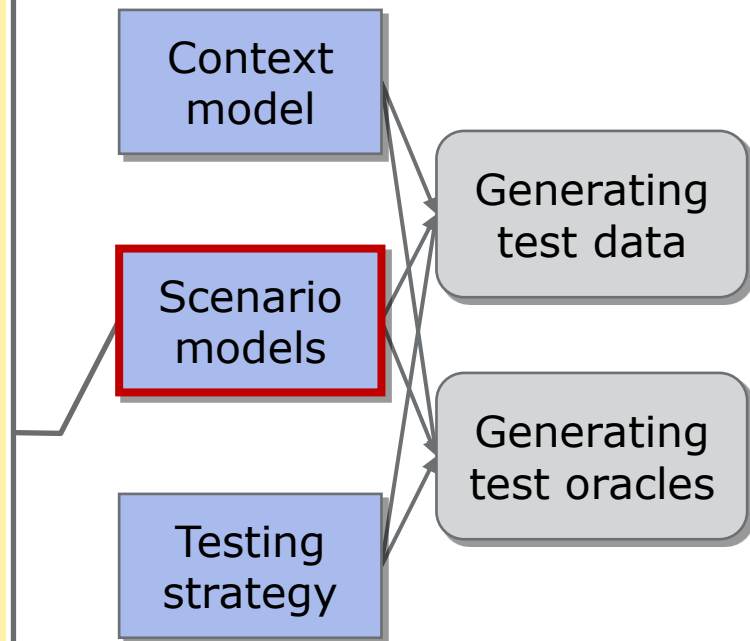 Context
model
Generating
test data
Scenario
models
Generating
test oracles
Testing
strategy